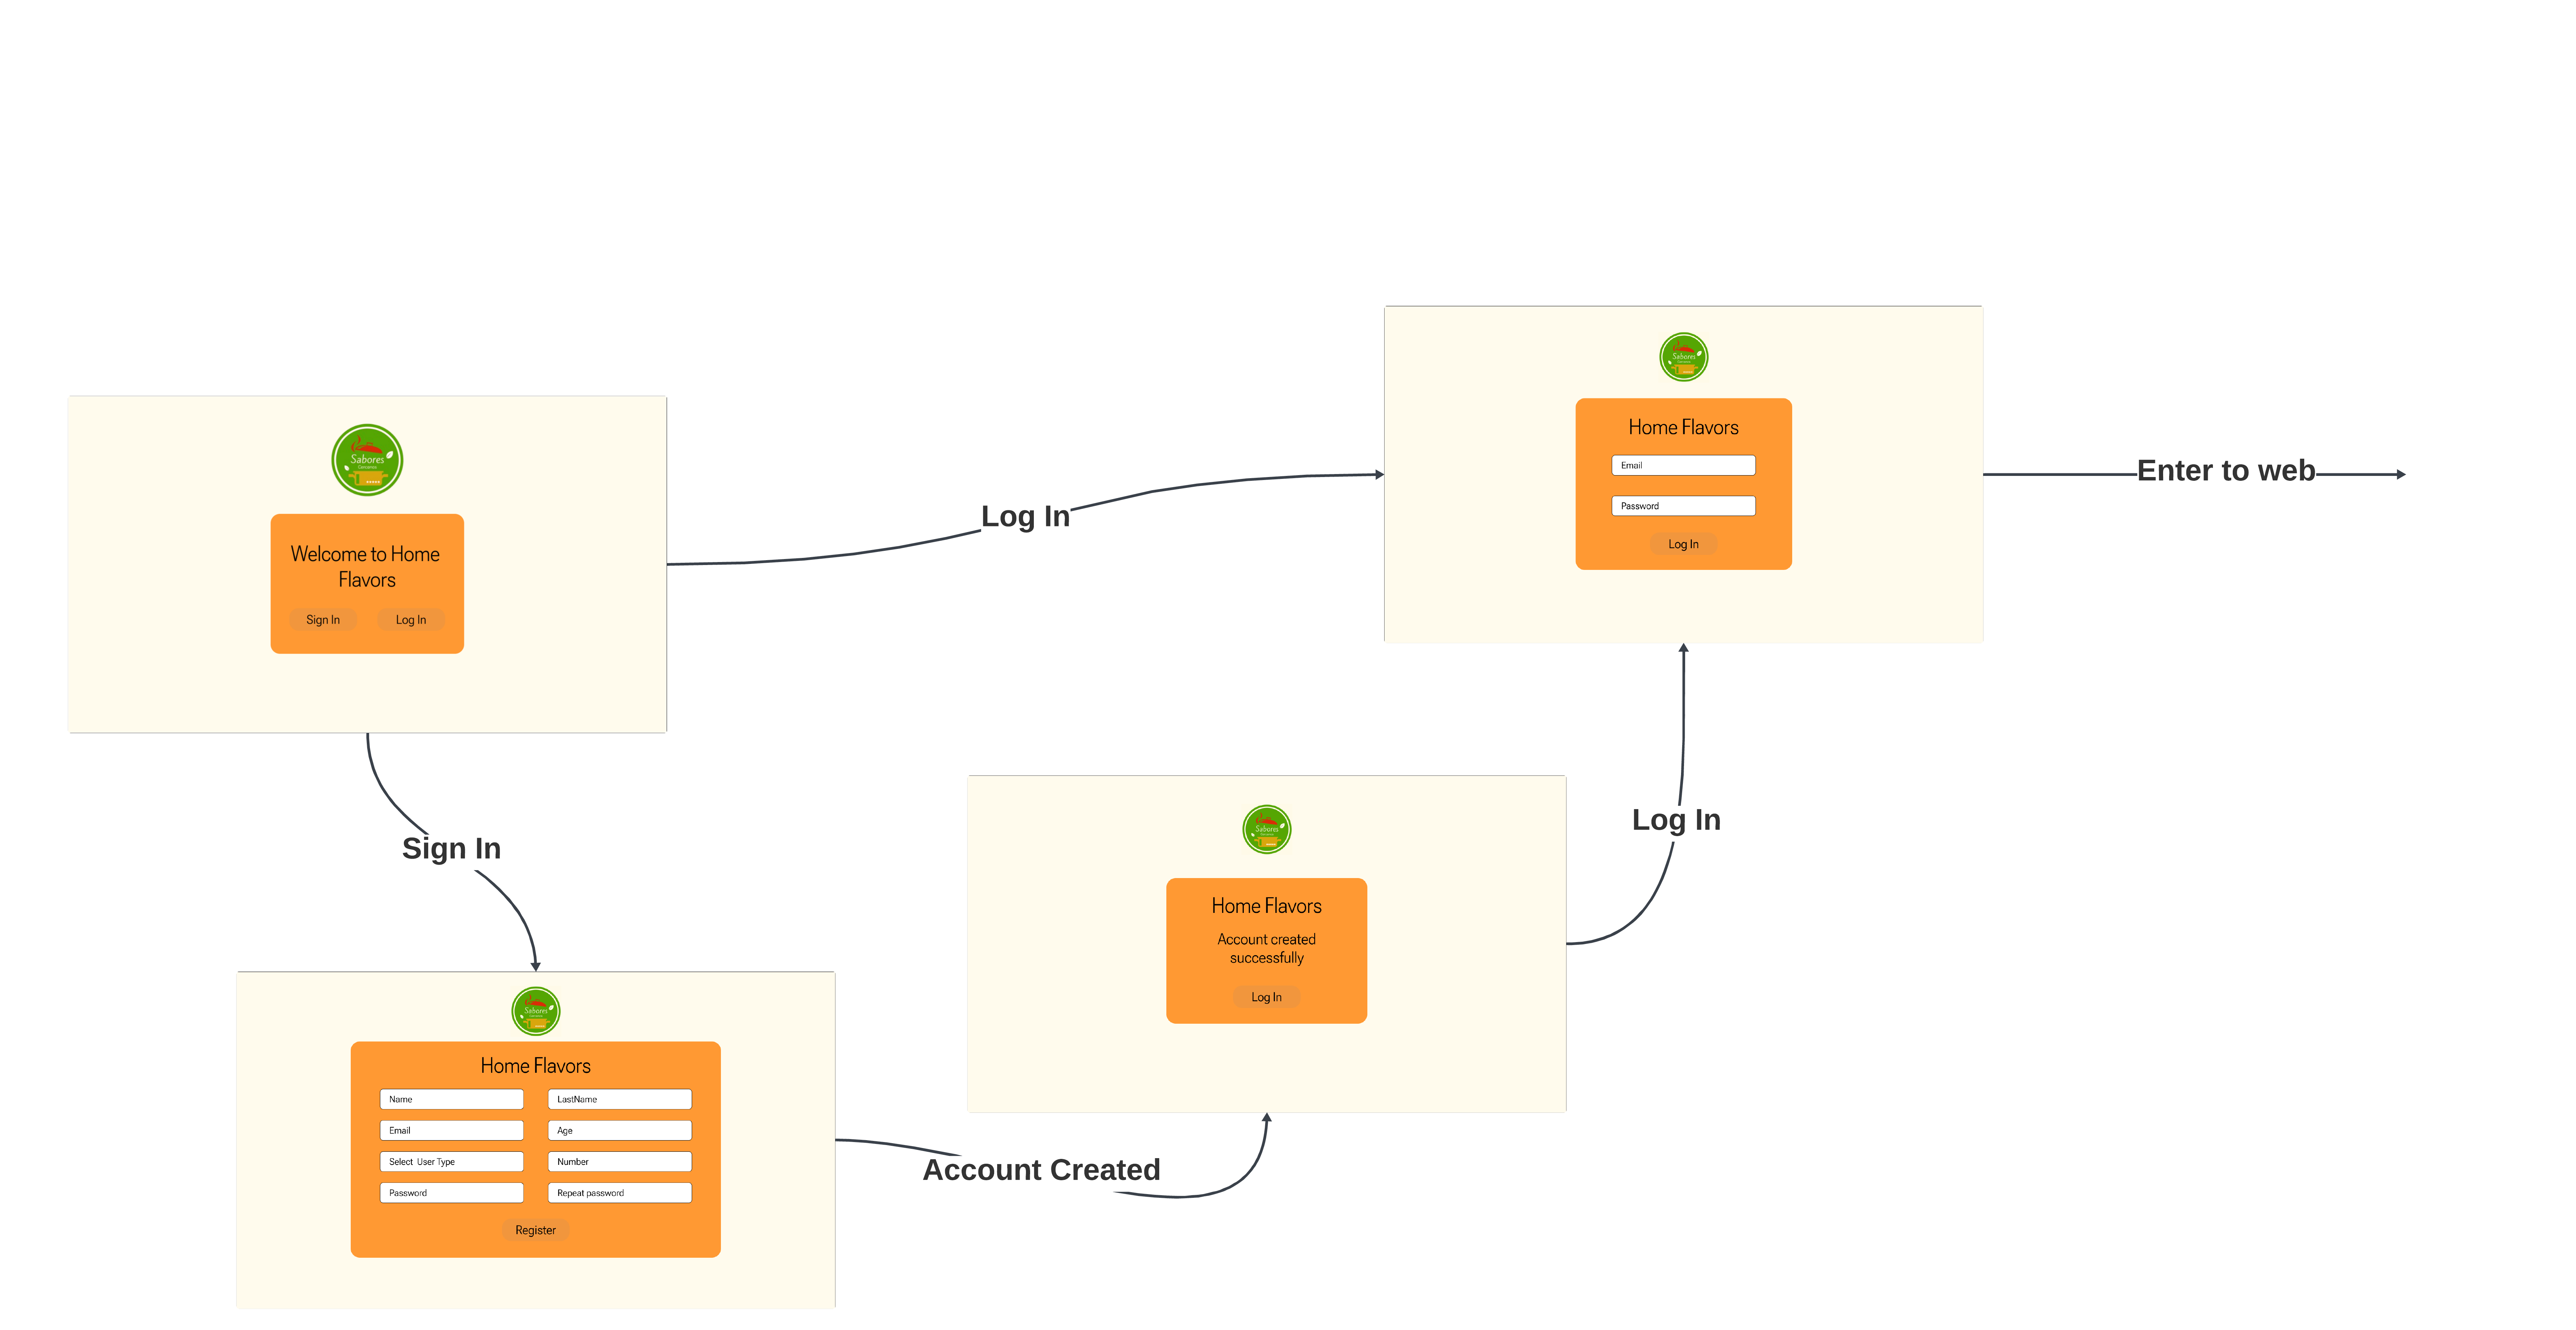 Sabores
Welcome to Home
Flavors
Sign In
Log In
Log In
Sabores
Home Flavors
Email
Password
Log In
Enter to web
Sign In
Sabores
Home Flavors
Name
LastName
Email
Age
Select User Type
Number
Password
Repeat password
Register
Account Created
Sabores
Home Flavors
Account created
successfully
Log In
Log In